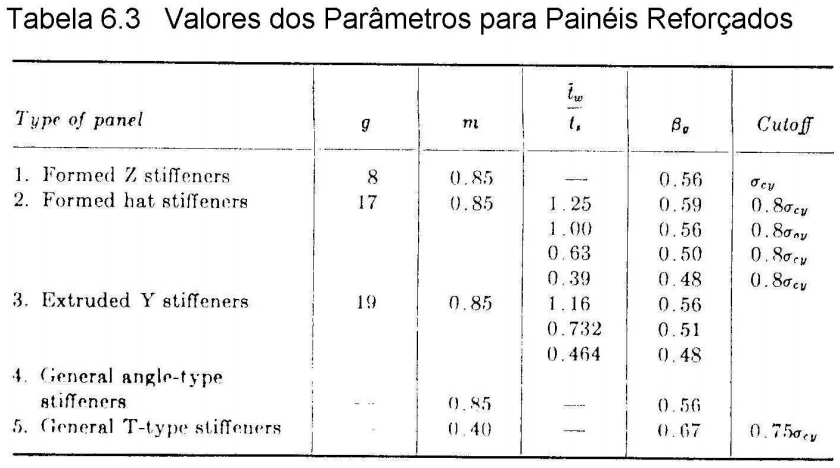 Tabela 6.3 Valores dos Parâmetros para Painéis Reforçados
Type of panel g m t̄w/ts βg Cutoff
1. Formed Z stiffeners 8 0.85 — 0.56 σcy
2. Formed hat stiffeners 17 0.85 1.25 0.59 0.8σcy
1.00 0.56 0.8σcy
0.63 0.50 0.8σcy
0.39 0.48 0.8σcy
3. Extruded Y stiffeners 19 0.85 1.16 0.56
0.732 0.51
0.464 0.48
4. General angle-type
stiffeners — 0.85 — 0.56
5. General T-type stiffeners - 0.40 — 0.67 0.75σcy